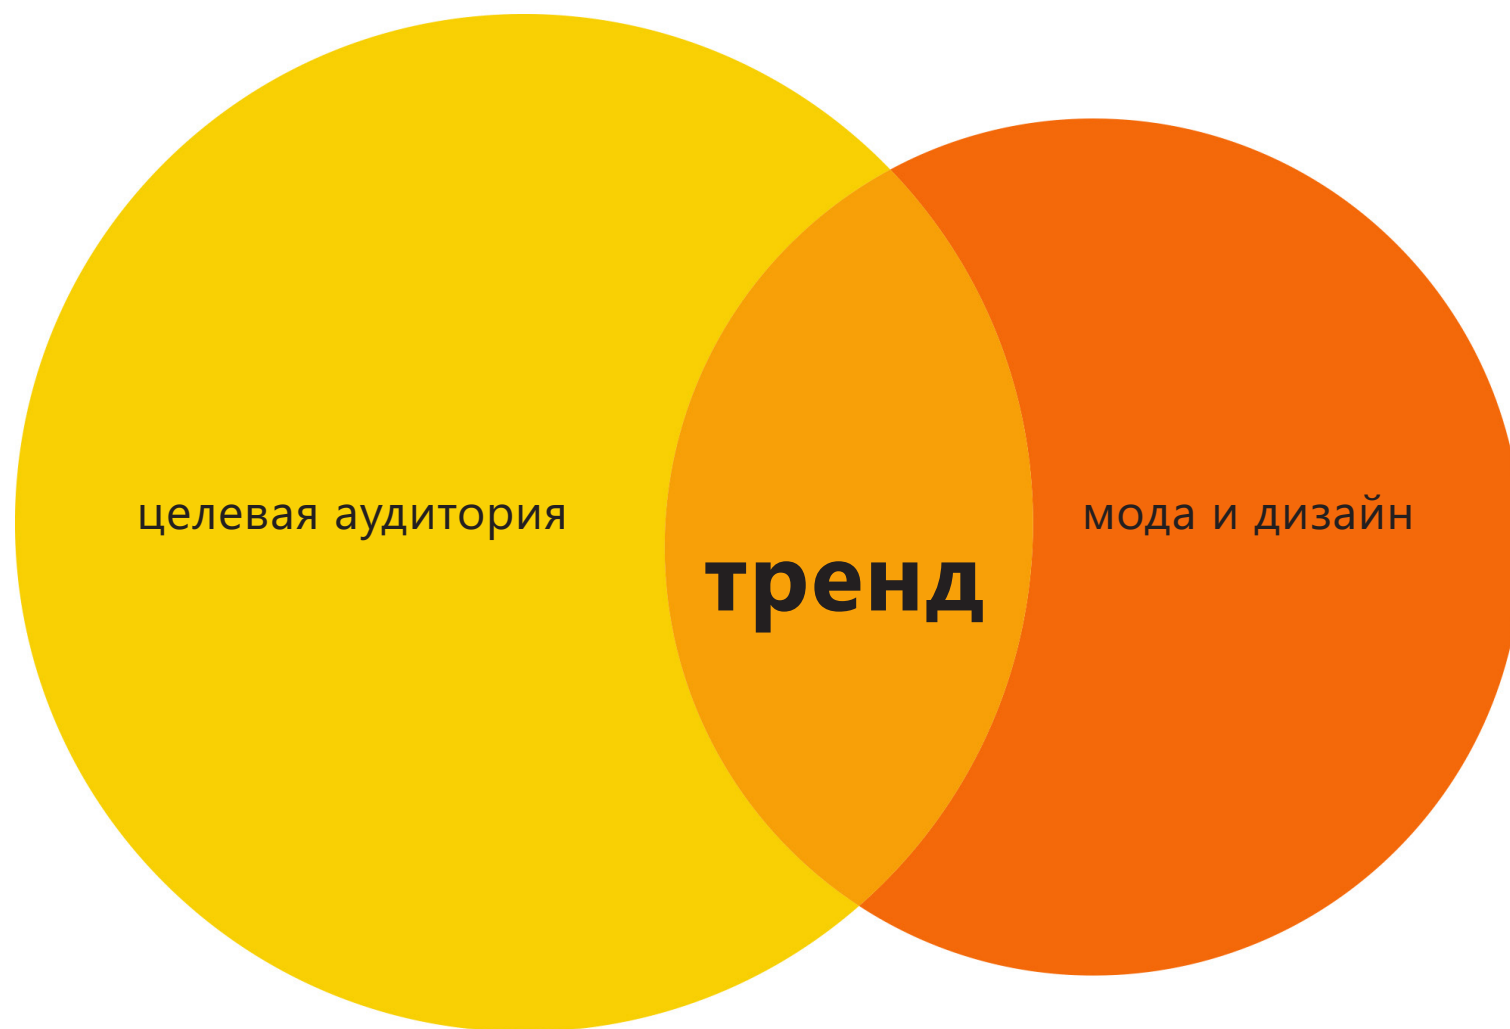 целевая аудитория
тренд
мода и дизайн